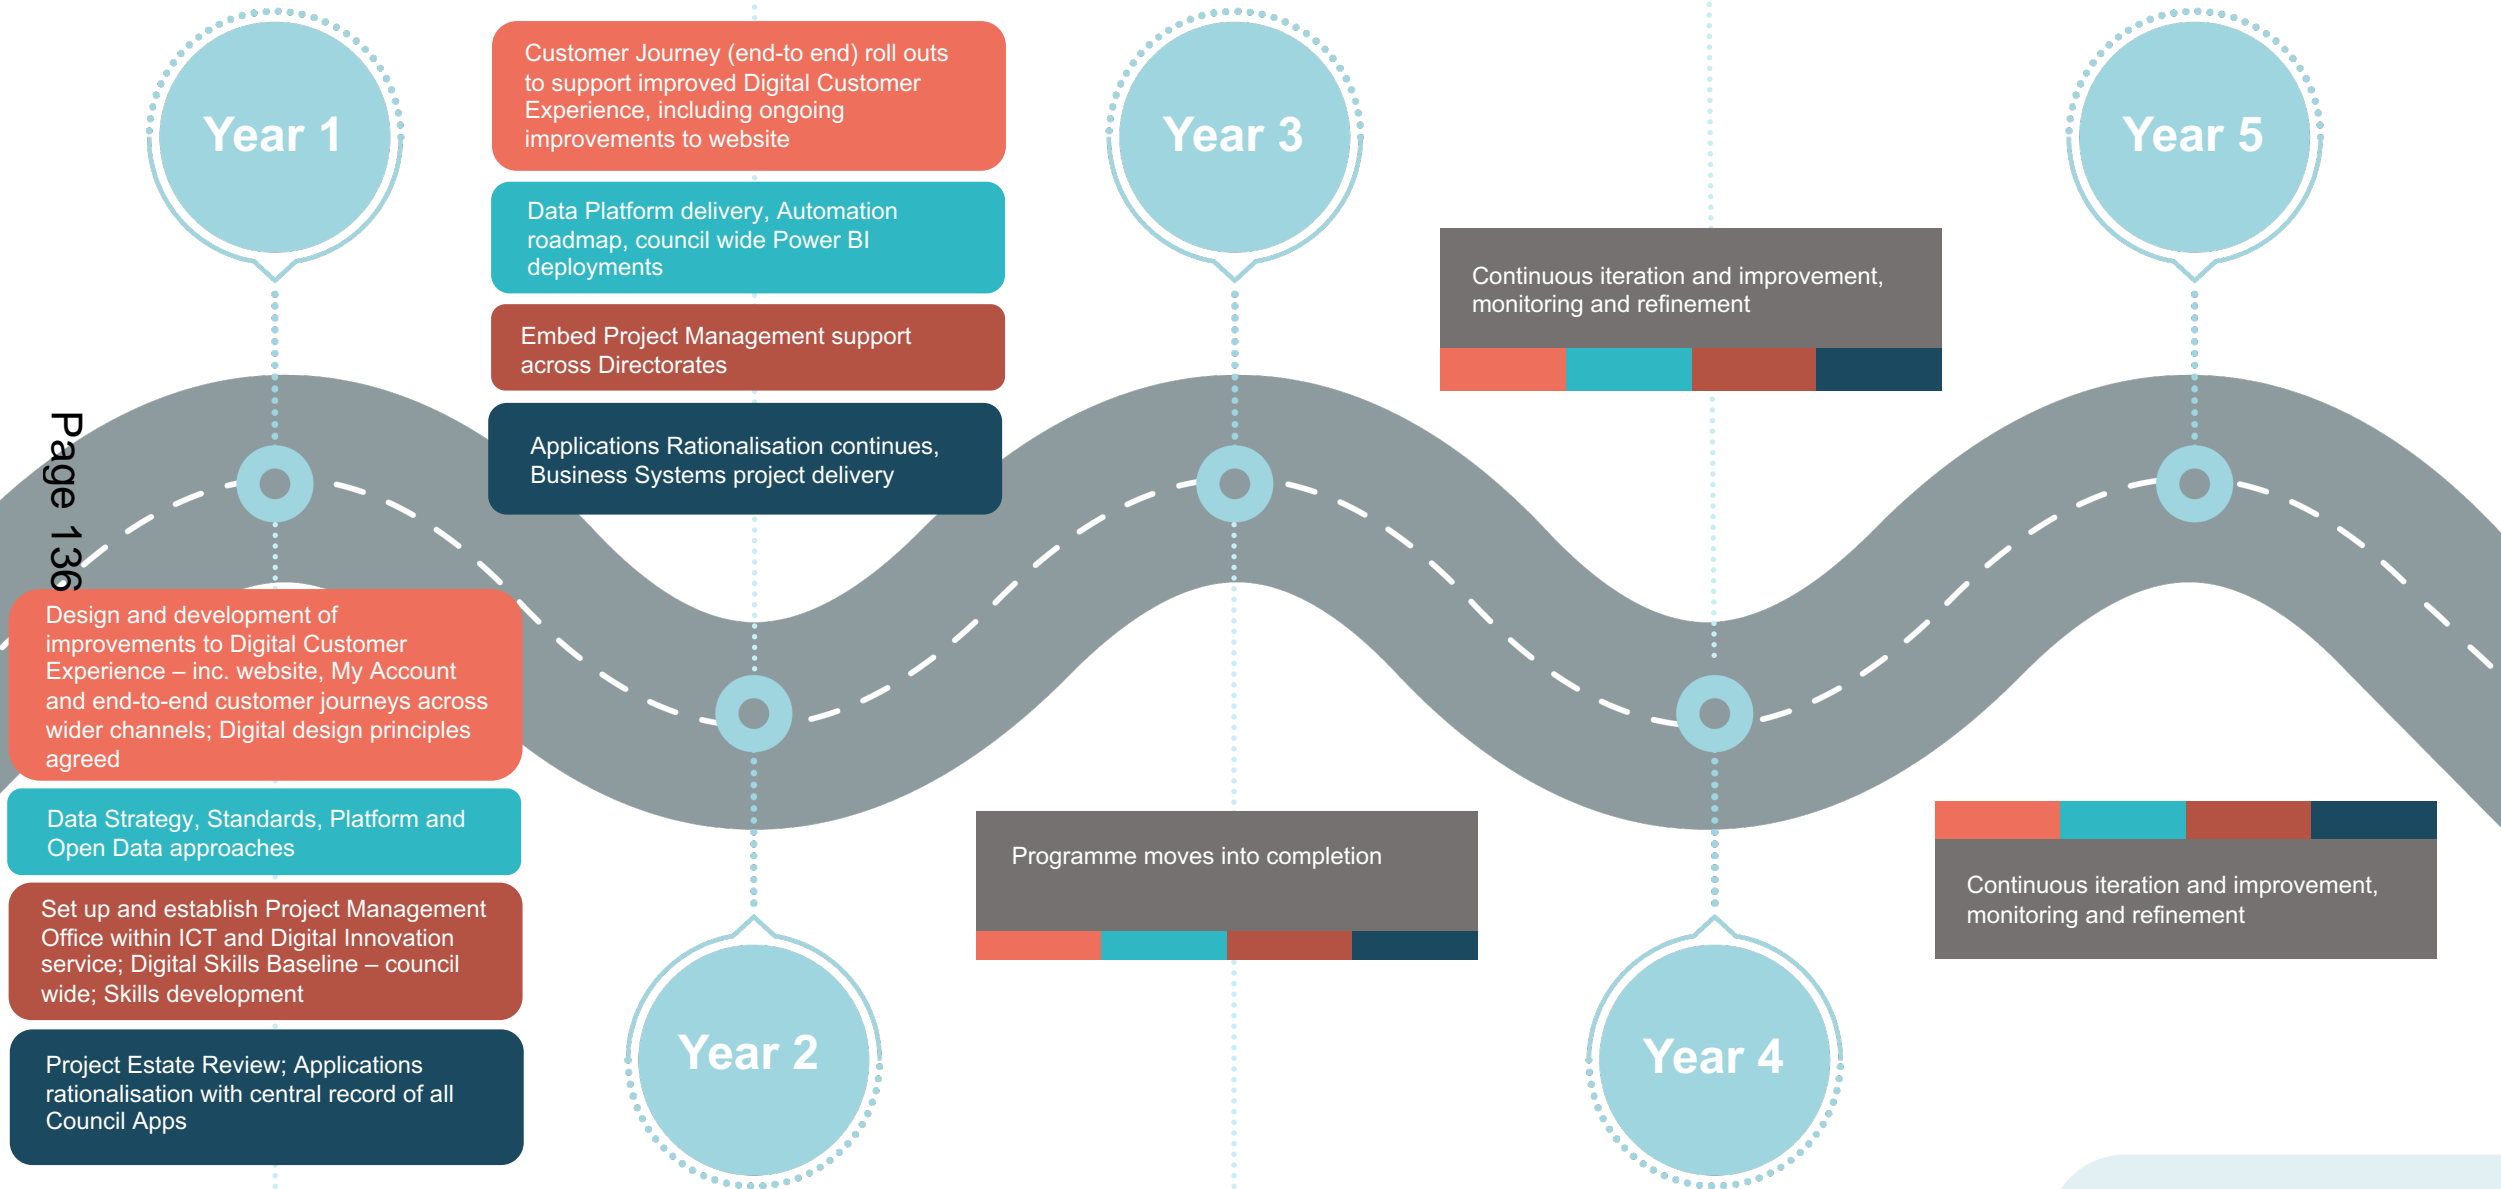 Page 136
Year 1
Design and development of
improvements to Digital Customer
Experience – inc. website, My Account
and end-to-end customer journeys across
wider channels; Digital design principles
agreed
Data Strategy, Standards, Platform and
Open Data approaches
Set up and establish Project Management
Office within ICT and Digital Innovation
service; Digital Skills Baseline – council
wide; Skills development
Project Estate Review; Applications
rationalisation with central record of all
Council Apps
Customer Journey (end-to end) roll outs
to support improved Digital Customer
Experience, including ongoing
improvements to website
Data Platform delivery, Automation
roadmap, council wide Power BI
deployments
Embed Project Management support
across Directorates
Applications Rationalisation continues,
Business Systems project delivery
Year 2
Year 3
Programme moves into completion
Continuous iteration and improvement,
monitoring and refinement
Year 4
Year 5
Continuous iteration and improvement,
monitoring and refinement